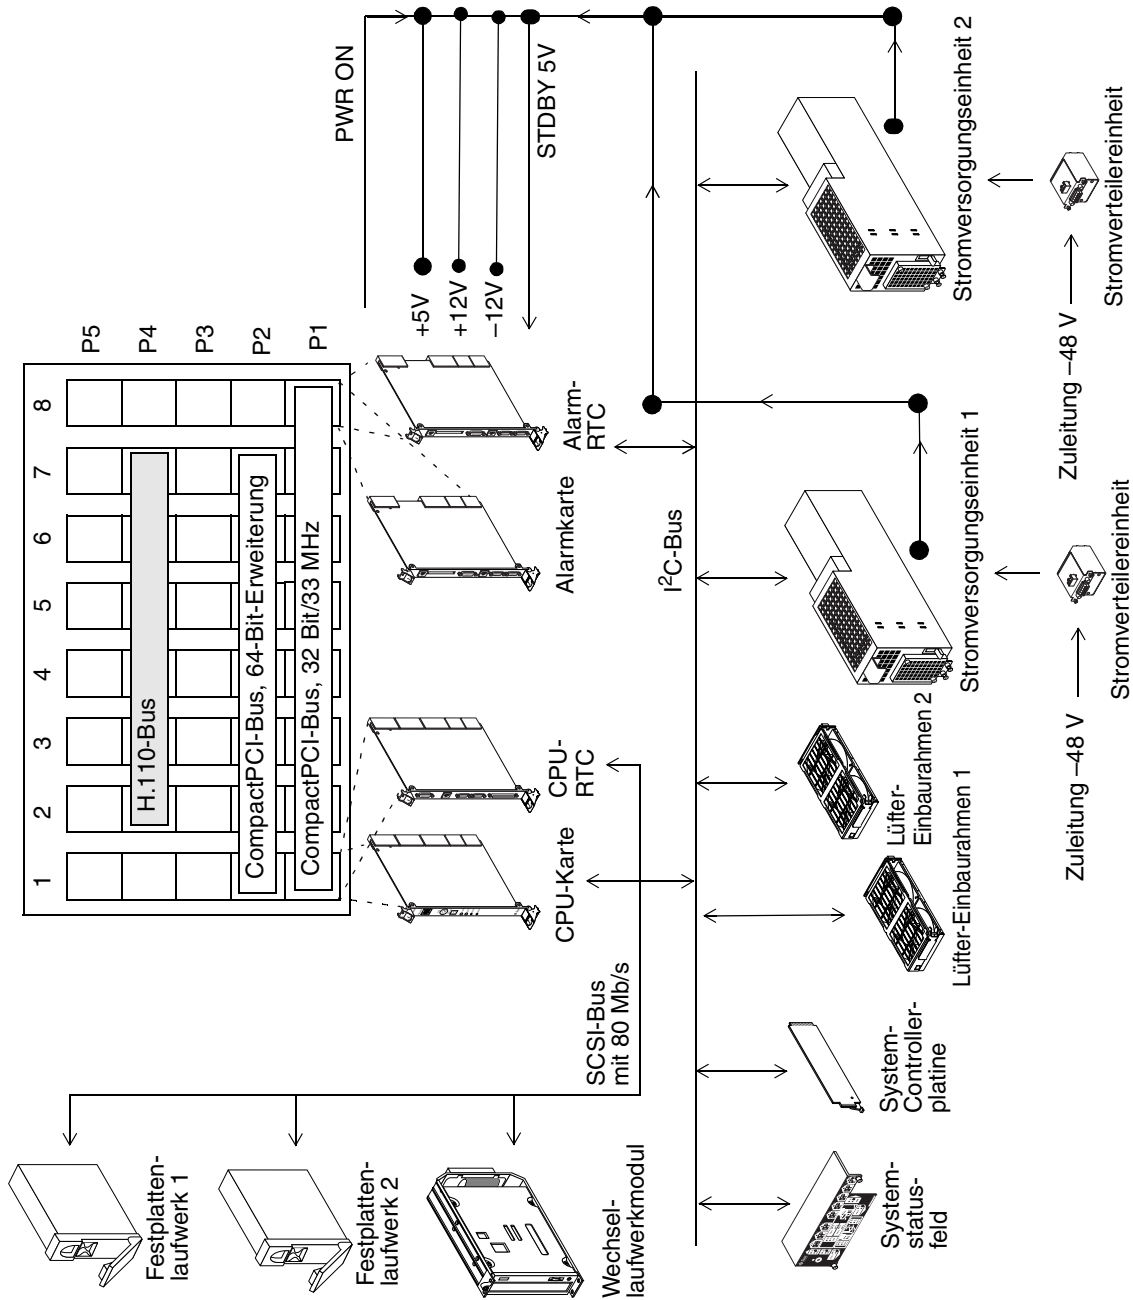 1
2
3
4
5
6
7
8
P5
P4
P3
P2
P1
H.110-Bus
CompactPCI-Bus, 64-Bit-Erweiterung
CompactPCI-Bus, 32 Bit/33 MHz
Festplatten-
laufwerk 1
Festplatten-
laufwerk 2
Wechsel-
laufwerkmodul
SCSI-Bus
mit 80 Mb/s
CPU-Karte
CPU-
RTC
Alarmkarte
Alarm-
RTC
PWR ON
+5V
+12V
–12V
STDBY 5V
I²C-Bus
System-
status-
feld
System-
Controller-
platine
Lüfter-Einbaurahmen 1
Lüfter-
Einbaurahmen 2
Stromversorgungseinheit 1
Stromversorgungseinheit 2
Zuleitung –48 V
Stromverteilereinheit
Zuleitung –48 V
Stromverteilereinheit